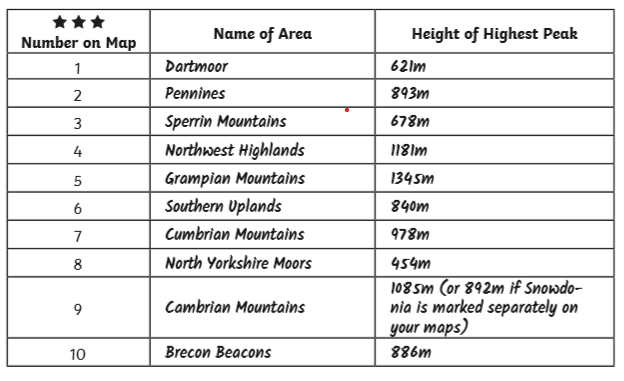 ★★★
Number on Map Name of Area Height of Highest Peak
1 Dartmoor 621m
2 Pennines 893m
3 Sperrin Mountains 678m
4 Northwest Highlands 1181m
5 Grampian Mountains 1345m
6 Southern Uplands 840m
7 Cumbrian Mountains 978m
8 North Yorkshire Moors 454m
9 Cambrian Mountains 1085m (or 892m if Snowdo-
nia is marked separately on
your maps)
10 Brecon Beacons 886m